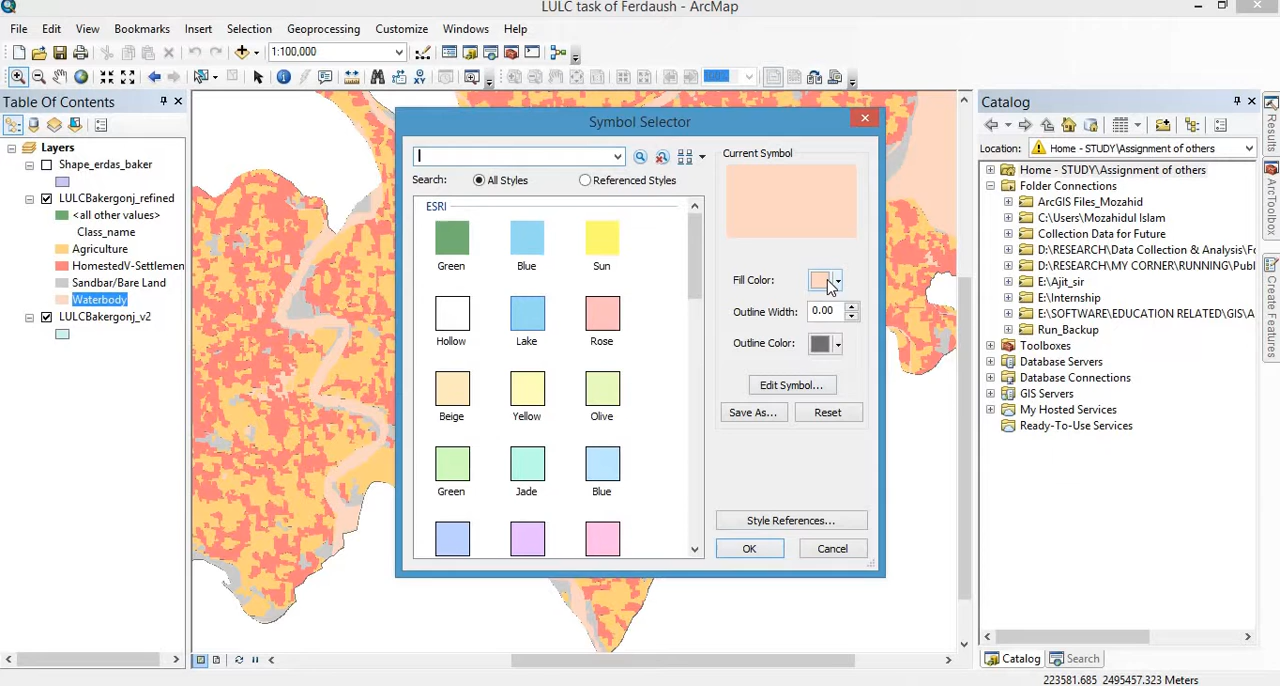 LULC task of Ferdaush - ArcMap
File Edit View Bookmarks Insert Selection Geoprocessing Customize Windows Help
1:100,000
100%
Table Of Contents
Layers
Shape_erdas_baker
LULCBakergonj_refined
<all other values>
Class_name
Agriculture
HomestedV-Settlemen
Sandbar/Bare Land
Waterbody
LULCBakergonj_v2
Symbol Selector
Search: All Styles Referenced Styles
ESRI
Green Blue Sun
Hollow Lake Rose
Beige Yellow Olive
Green Jade Blue
Current Symbol
Fill Color:
Outline Width: 0.00
Outline Color:
Edit Symbol...
Save As... Reset
Style References...
OK Cancel
Catalog
Location: Home - STUDY\Assignment of others
Home - STUDY\Assignment of others
Folder Connections
ArcGIS Files_Mozahid
C:\Users\Mozahidul Islam
Collection data for Future
D:\RESEARCH\Data Collection & Analysis\Fo
D:\RESEARCH\MY CORNER\RUNNING\Publ
E:\Ajit_sir
E:\Internship
E:\SOFTWARE\EDUCATION RELATED\GIS\A
Run_Backup
Toolboxes
Database Servers
Database Connections
GIS Servers
My Hosted Services
Ready-To-Use Services
Catalog Search
Results
ArcToolbox
Create Features
223581.685 2495457.323 Meters